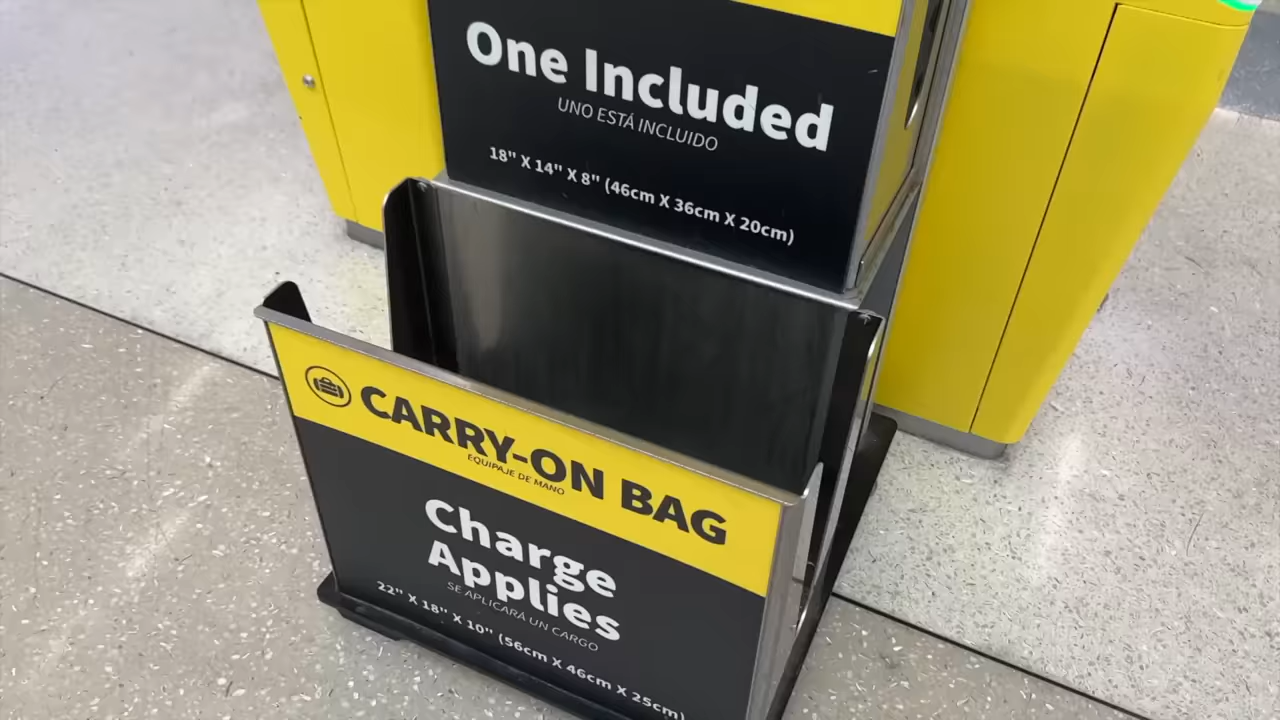 One Included
UNO ESTÁ INCLUIDO
18" X 14" X 8" (46cm X 36cm X 20cm)
CARRY-ON BAG
EQUIPAJE DE MANO
Charge
Applies
SE APLICARÁ UN CARGO
22" X 18" X 10" (56cm X 46cm X 25cm)